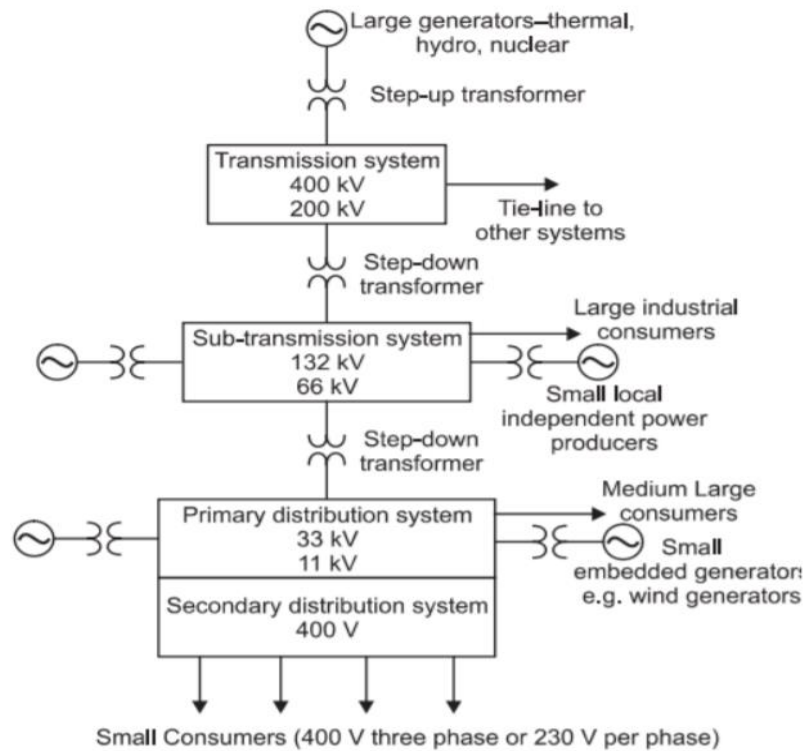 Large generators–thermal,
hydro, nuclear
Step-up transformer
Transmission system
400 kV
200 kV
Tie-line to
other systems
Step-down
transformer
Large industrial
consumers
Sub-transmission system
132 kV
66 kV
Small local
independent power
producers
Step-down
transformer
Medium Large
consumers
Primary distribution system
33 kV
11 kV
Small
embedded generators
e.g. wind generators
Secondary distribution system
400 V
Small Consumers (400 V three phase or 230 V per phase)